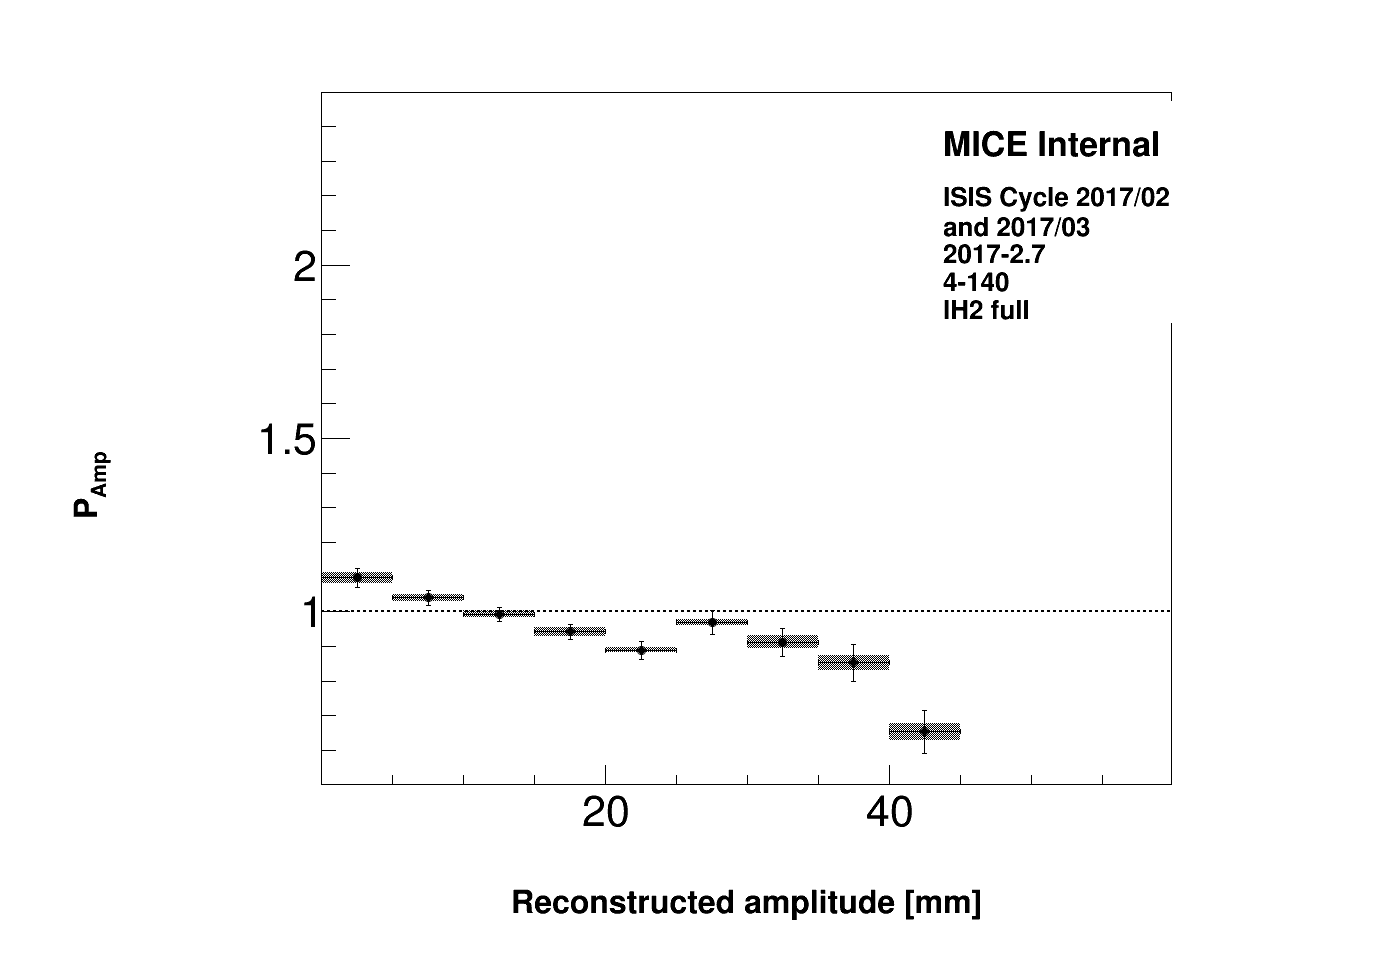 MICE Internal
ISIS Cycle 2017/02
and 2017/03
2017-2.7
4-140
IH2 full
2
1.5
1
P_Amp
20 40
Reconstructed amplitude [mm]